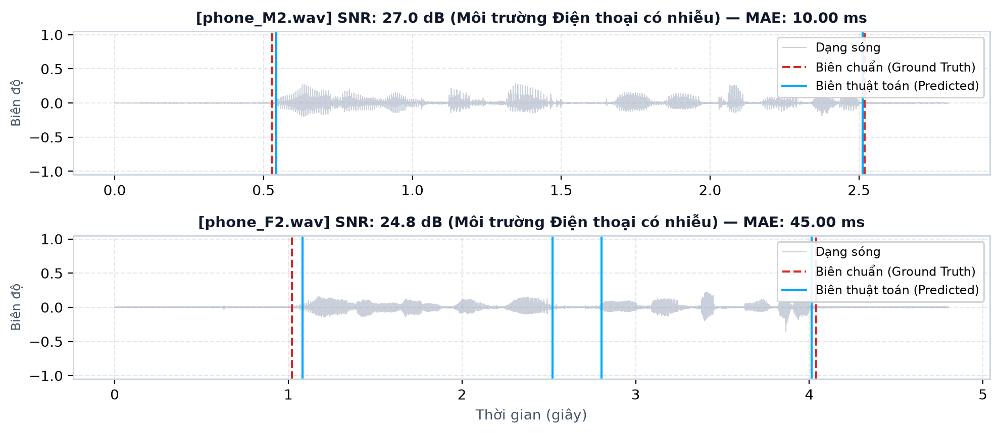 [phone_M2.wav] SNR: 27.0 dB (Môi trường Điện thoại có nhiễu) — MAE: 10.00 ms
Biên độ
1.0
0.5
0.0
−0.5
−1.0
Dạng sóng
Biên chuẩn (Ground Truth)
Biên thuật toán (Predicted)
0.0 0.5 1.0 1.5 2.0 2.5
[phone_F2.wav] SNR: 24.8 dB (Môi trường Điện thoại có nhiễu) — MAE: 45.00 ms
Biên độ
1.0
0.5
0.0
−0.5
−1.0
Dạng sóng
Biên chuẩn (Ground Truth)
Biên thuật toán (Predicted)
0 1 2 3 4 5
Thời gian (giây)